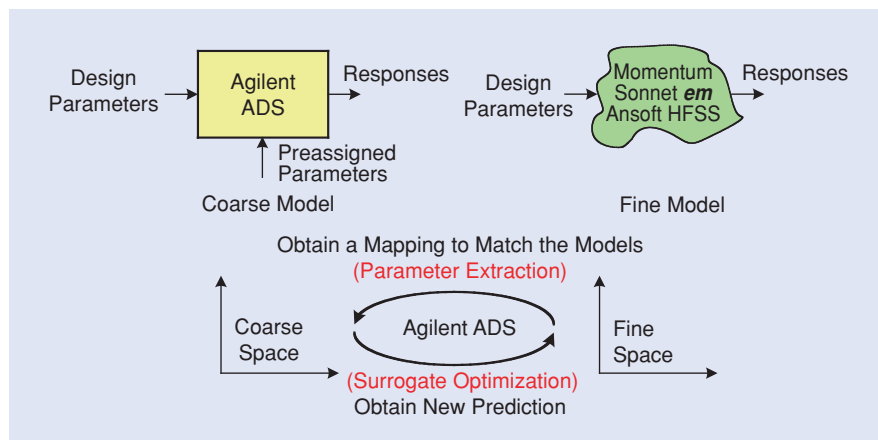 Design
Parameters
Agilent
ADS
Responses
Preassigned
Parameters
Coarse Model
Design
Parameters
Momentum
Sonnet em
Ansoft HFSS
Responses
Fine Model
Obtain a Mapping to Match the Models
(Parameter Extraction)
Coarse
Space
Agilent ADS
Fine
Space
(Surrogate Optimization)
Obtain New Prediction